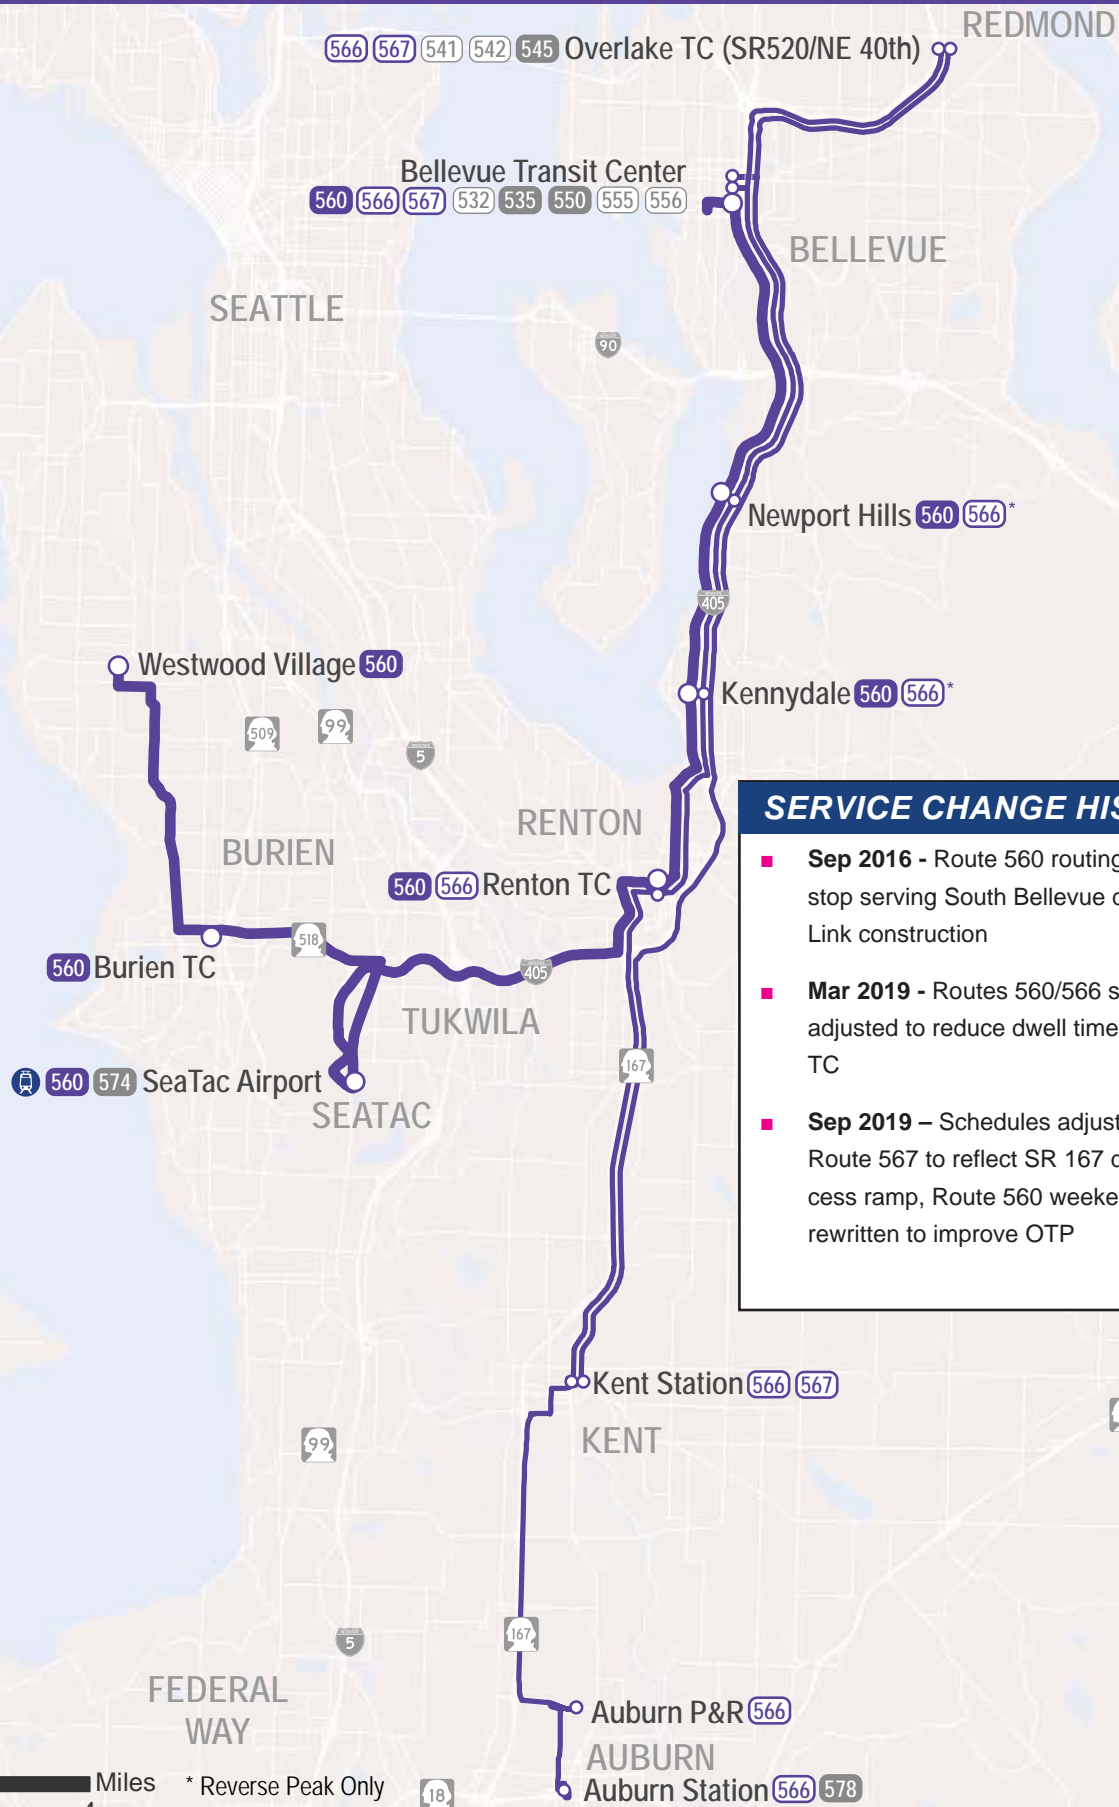 REDMOND
566 567 541 542 545 Overlake TC (SR520/NE 40th)
Bellevue Transit Center
560 566 567 532 535 550 555 556
BELLEVUE
SEATTLE
90
Newport Hills 560 566*
405
Westwood Village 560
Kennydale 560 566*
509
99
5
SERVICE CHANGE HIS
RENTON
BURIEN
■ Sep 2016 - Route 560 routing
stop serving South Bellevue
Link construction
560 566 Renton TC
518
560 Burien TC
405
■ Mar 2019 - Routes 560/566
adjusted to reduce dwell time
TC
TUKWILA
167
560 574 SeaTac Airport
SEATAC
■ Sep 2019 – Schedules adjust
Route 567 to reflect SR 167
cess ramp, Route 560 weeke
rewritten to improve OTP
Kent Station 566 567
KENT
99
167
5
FEDERAL
WAY
Auburn P&R 566
AUBURN
Miles
* Reverse Peak Only
18
Auburn Station 566 578